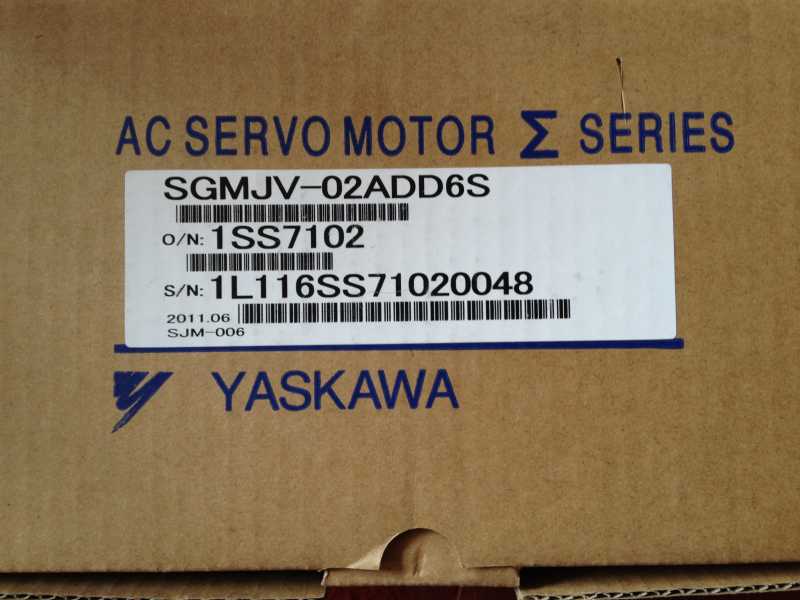 AC SERVO MOTOR Σ SERIES
SGMJV-02ADD6S
O/N: 1SS7102
S/N: 1L116SS71020048
2011.06
SJM-006
YASKAWA